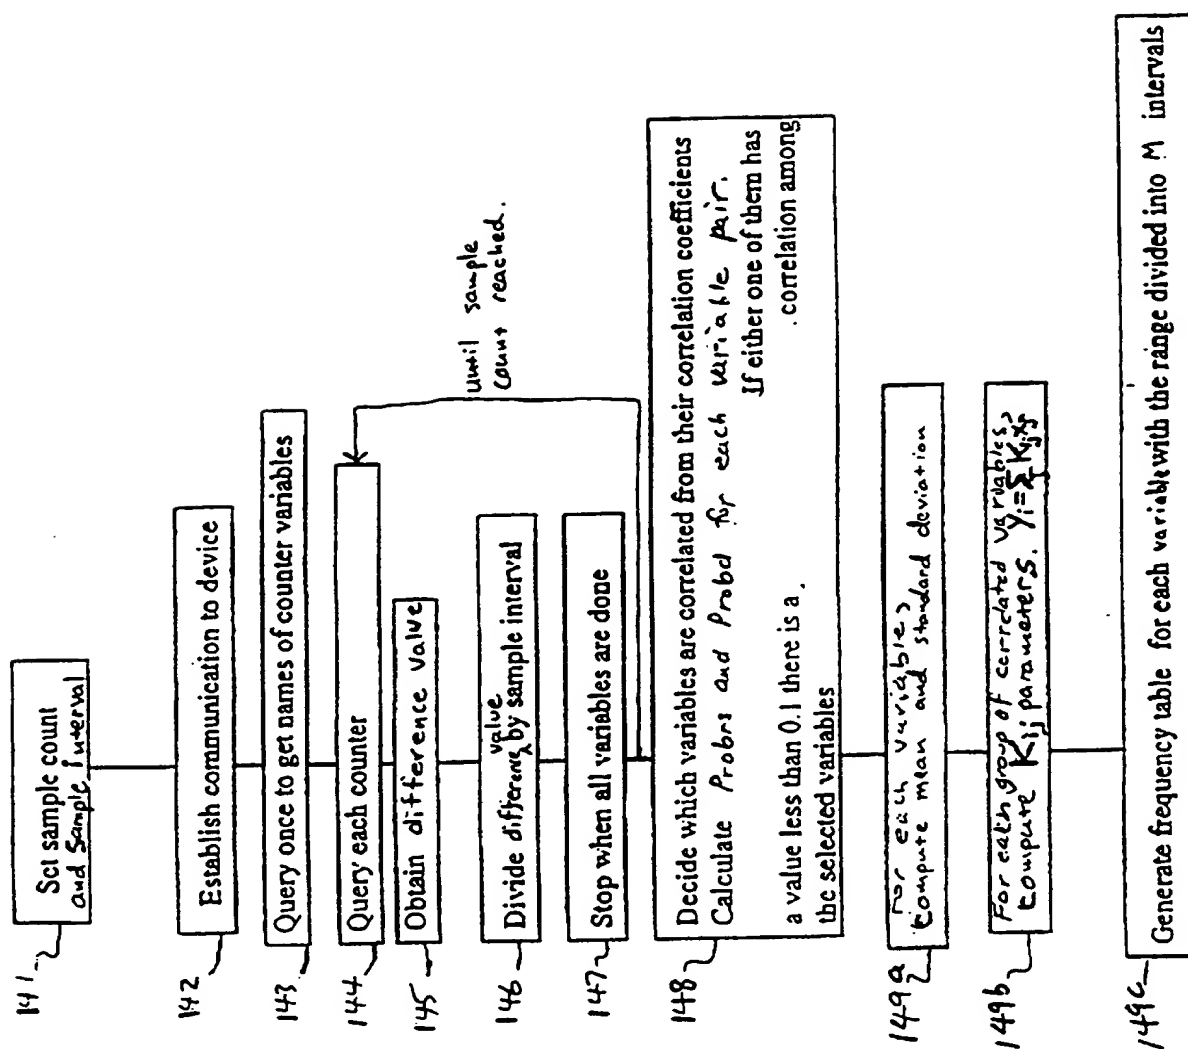 141
Set sample count
and Sample Interval
142
Establish communication to device
143
Query once to get names of counter variables
144
Query each counter
until sample
count reached.
145
Obtain difference value
146
value
Divide difference by sample interval
147
Stop when all variables are done
148
Decide which variables are correlated from their correlation coefficients
Calculate Probrs and Probd for each variable pair.
If either one of them has
a value less than 0.1 there is a . correlation among
the selected variables
149a
For each variable,
compute mean and standard deviation
149b
For each group of correlated variables,
compute Kij parameters. yi=∑Kijxj
149c
Generate frequency table for each variable with the range divided into M intervals